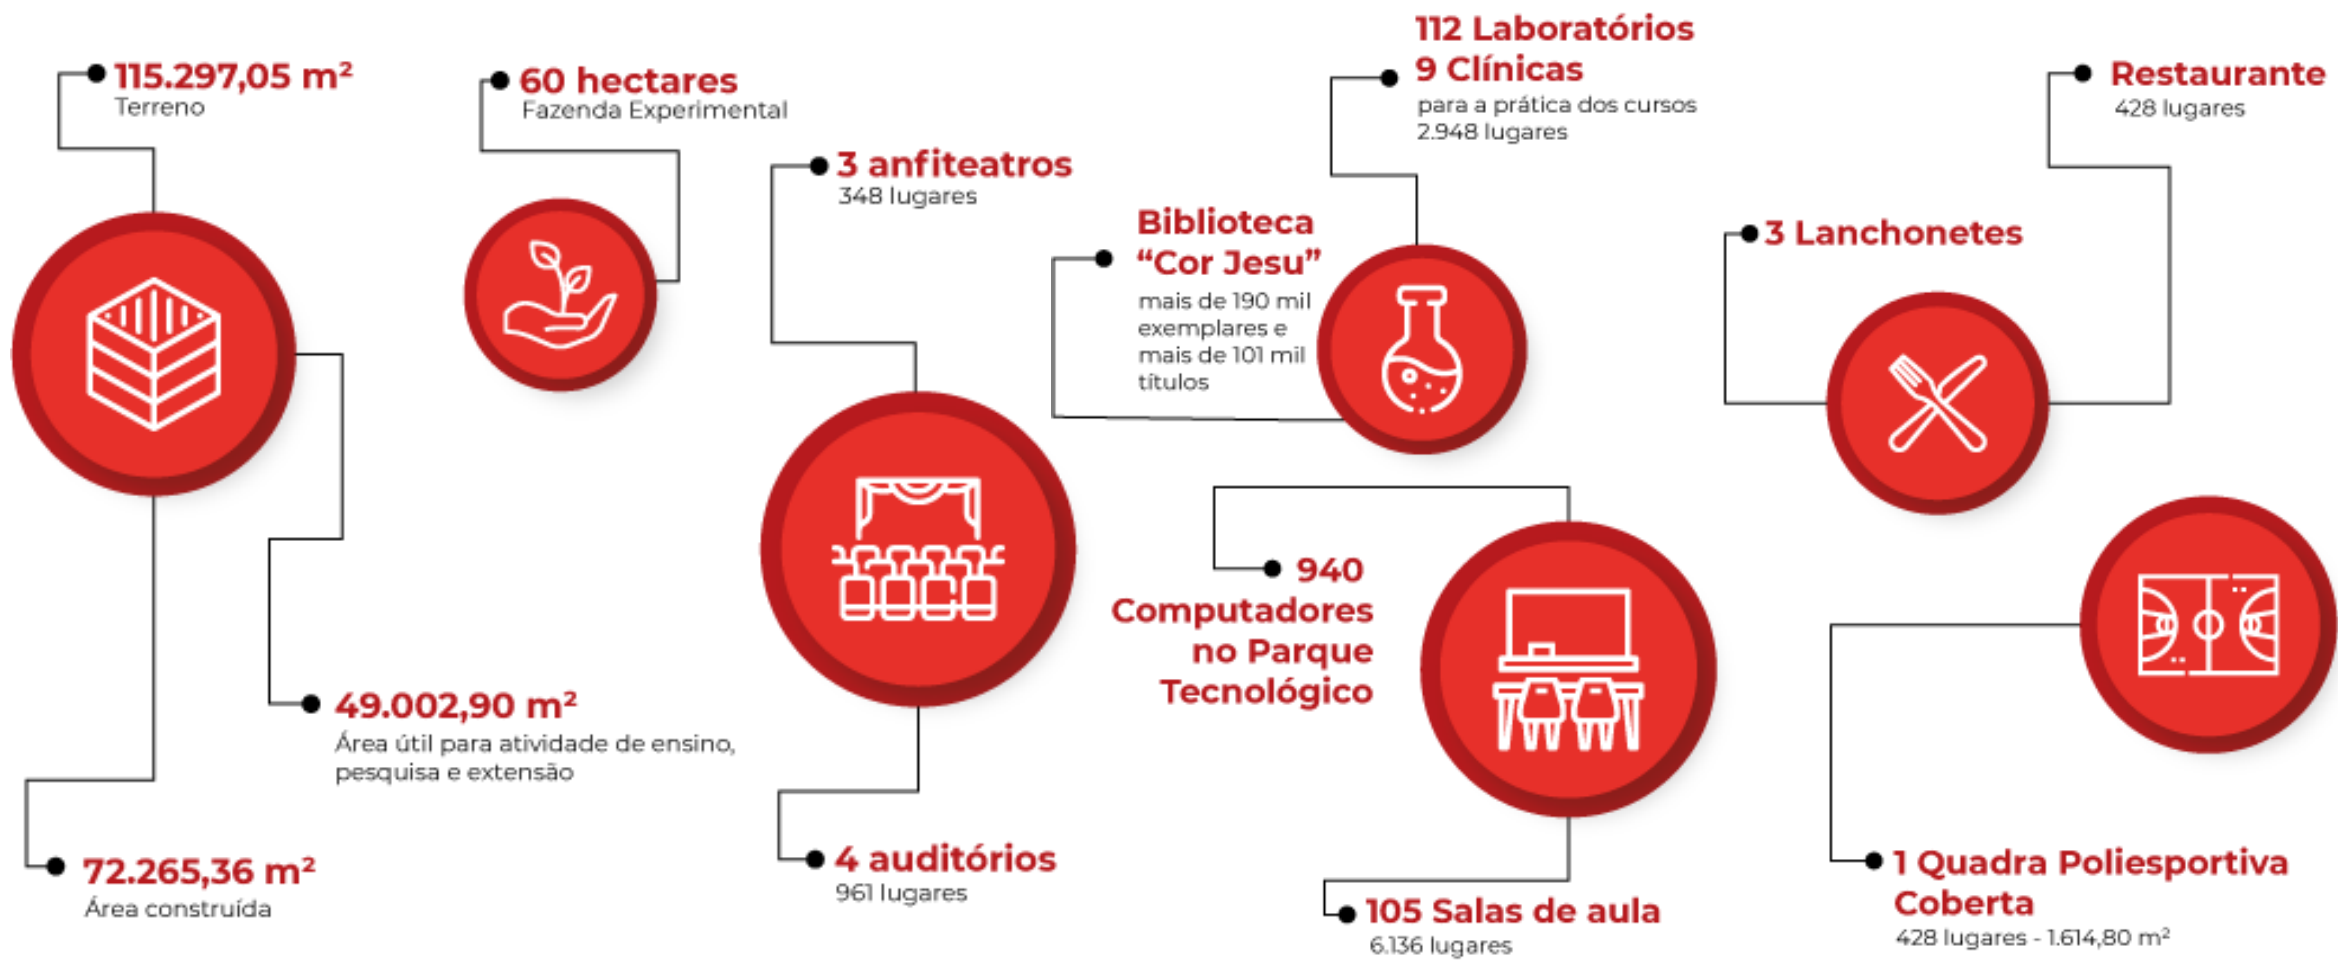 115.297,05 m²
Terreno
49.002,90 m²
Área útil para atividade de ensino,
pesquisa e extensão
72.265,36 m²
Área construída
60 hectares
Fazenda Experimental
3 anfiteatros
348 lugares
4 auditórios
961 lugares
112 Laboratórios
9 Clínicas
para a prática dos cursos
2.948 lugares
Biblioteca
“Cor Jesu”
mais de 190 mil
exemplares e
mais de 101 mil
títulos
940
Computadores
no Parque
Tecnológico
105 Salas de aula
6.136 lugares
Restaurante
428 lugares
3 Lanchonetes
1 Quadra Poliesportiva
Coberta
428 lugares - 1.614,80 m²